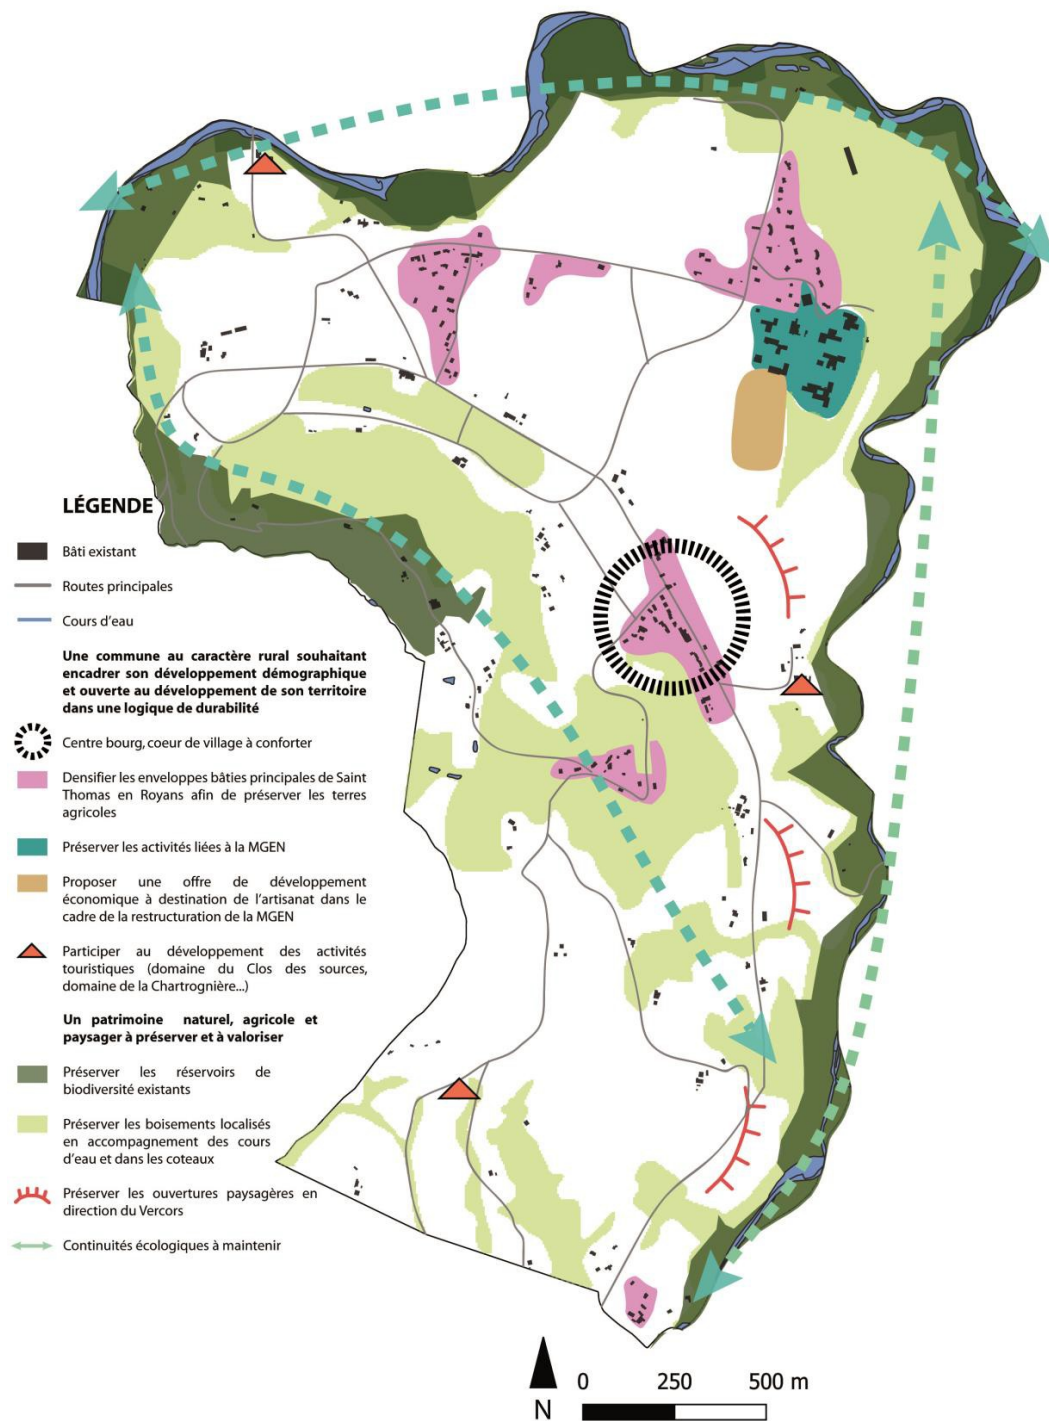 LÉGENDE
Bâti existant
Routes principales
Cours d'eau
Une commune au caractère rural souhaitant
encadrer son développement démographique
et ouverte au développement de son territoire
dans une logique de durabilité
Centre bourg, coeur de village à conforter
Densifier les enveloppes bâties principales de Saint
Thomas en Royans afin de préserver les terres
agricoles
Préserver les activités liées à la MGEN
Proposer une offre de développement
économique à destination de l'artisanat dans le
cadre de la restructuration de la MGEN
Participer au développement des activités
touristiques (domaine du Clos des sources,
domaine de la Chartrognière...)
Un patrimoine naturel, agricole et
paysager à préserver et à valoriser
Préserver les réservoirs de
biodiversité existants
Préserver les boisements localisés
en accompagnement des cours
d'eau et dans les coteaux
Préserver les ouvertures paysagères en
direction du Vercors
Continuités écologiques à maintenir
N
0 250 500 m